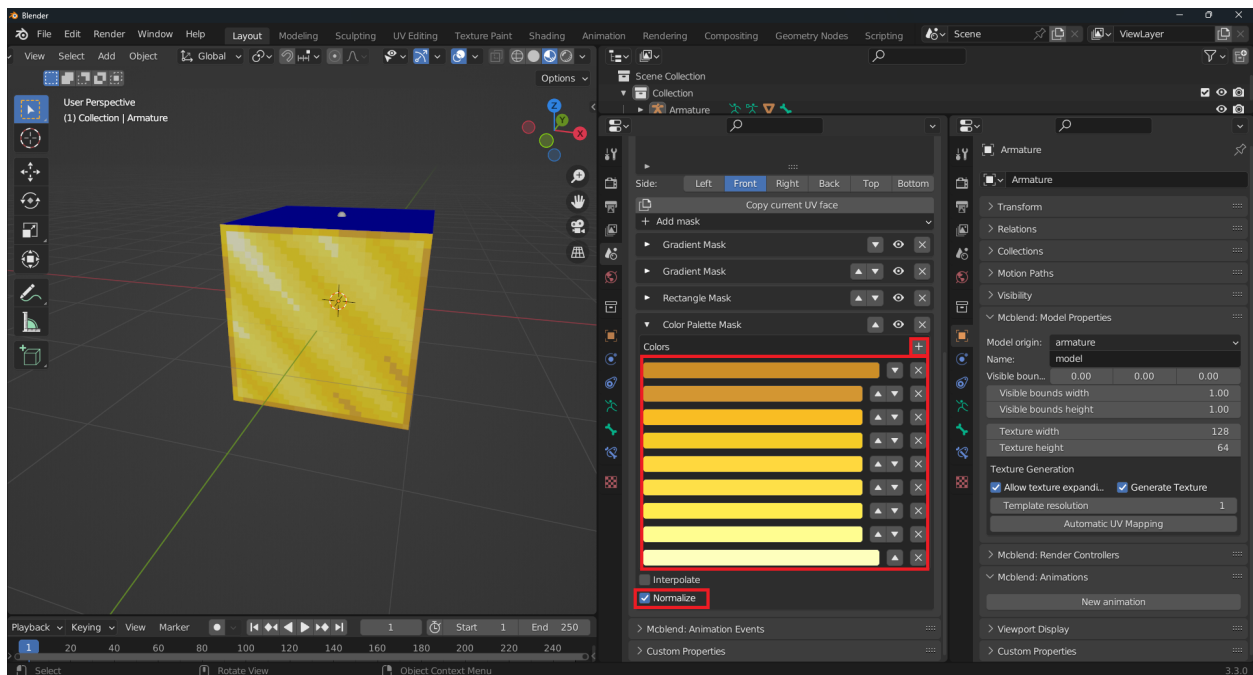 Blender
File Edit Render Window Help Layout Modeling Sculpting UV Editing Texture Paint Shading Animation Rendering Compositing Geometry Nodes Scripting Scene ViewLayer
View Select Add Object Global
Options
User Perspective
(1) Collection | Armature
Z
Y
X
Scene Collection
Collection
Armature
Side: Left Front Right Back Top Bottom
Copy current UV face
Add mask
Gradient Mask
Gradient Mask
Rectangle Mask
Color Palette Mask
Colors
Interpolate
Normalize
Mcblend: Animation Events
Custom Properties
Armature
Armature
Transform
Relations
Collections
Motion Paths
Visibility
Mcblend: Model Properties
Model origin: armature
Name: model
Visible boun... 0.00 0.00 0.00
Visible bounds width 1.00
Visible bounds height 1.00
Texture width 128
Texture height 64
Texture Generation
Allow texture expandi... Generate Texture
Template resolution 1
Automatic UV Mapping
Mcblend: Render Controllers
Mcblend: Animations
New animation
Viewport Display
Custom Properties
Playback Keying View Marker 1 Start 1 End 250
1 20 40 60 80 100 120 140 160 180 200 220 240
Select Rotate View Object Context Menu 3.3.0